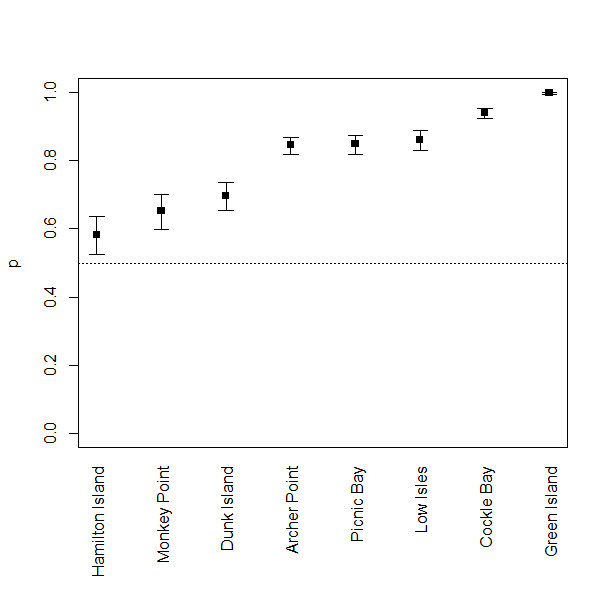 1.0
0.8
0.6
0.4
0.2
0.0
p
Hamilton Island
Monkey Point
Dunk Island
Archer Point
Picnic Bay
Low Isles
Cockle Bay
Green Island